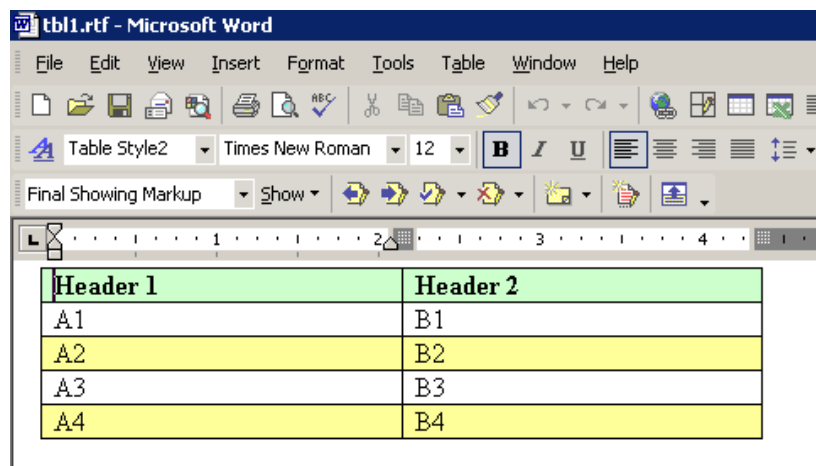 tbl1.rtf - Microsoft Word
File Edit View Insert Format Tools Table Window Help
ABC
Table Style2 Times New Roman 12 B I U
Final Showing Markup Show
1 2 3 4
Header 1 Header 2
A1 B1
A2 B2
A3 B3
A4 B4